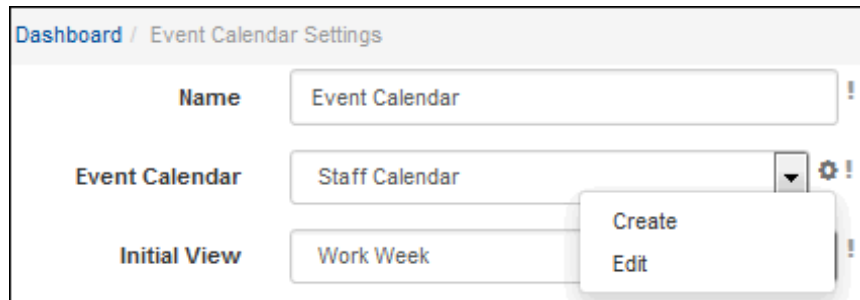 Dashboard / Event Calendar Settings
Name Event Calendar !
Event Calendar Staff Calendar !
Create
Initial View Work Week !
Edit